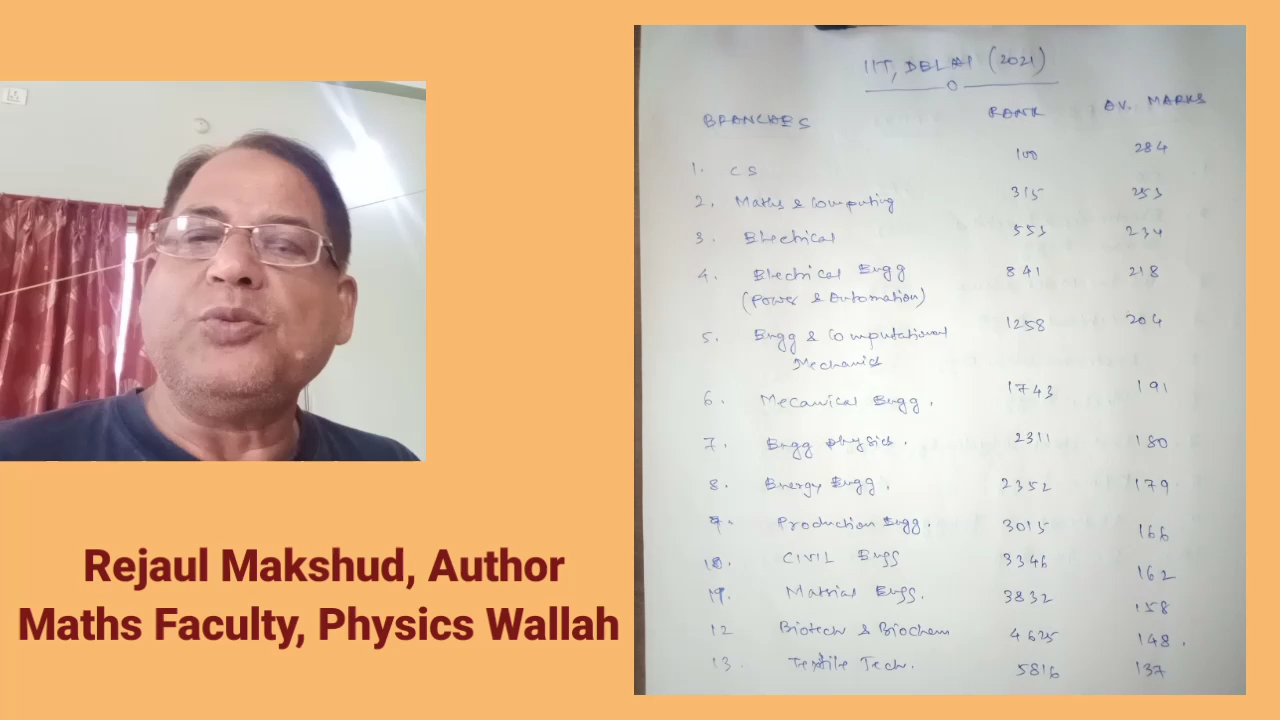 IIT, DELHI (2021)
BRANCHES RANK AV. MARKS
1. CS 100 284
2. Maths & Computing 315 253
3. Electrical 553 234
4. Electrical Engg 841 218
(Power & Automation)
5. Engg & Computational 1258 204
Mechanics
6. Mecanical Engg. 1743 191
7. Engg physics. 2311 180
8. Energy Engg. 2352 179
9. Production Engg. 3015 166
10. CIVIL Engg 3346 162
11. Matrial Engg. 3832 158
12 Biotech & Biochem 4625 148.
13. Textile Tech. 5816 137
Rejaul Makshud, Author
Maths Faculty, Physics Wallah